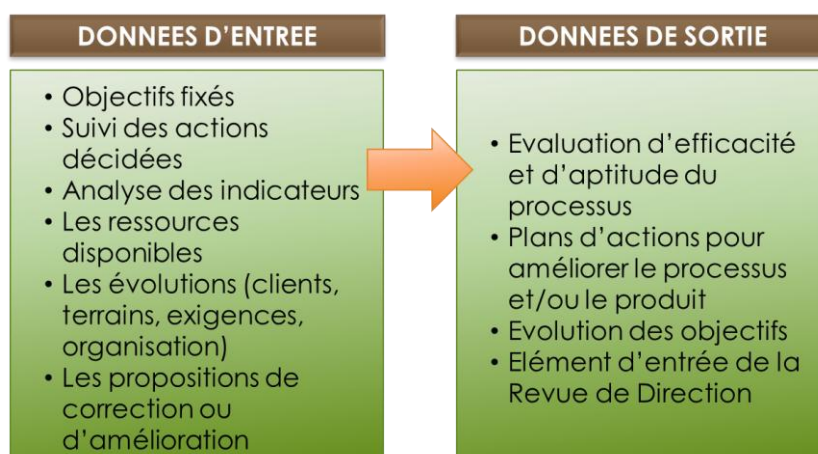 DONNEES D'ENTREE
• Objectifs fixés
• Suivi des actions
décidées
• Analyse des indicateurs
• Les ressources
disponibles
• Les évolutions (clients,
terrains, exigences,
organisation)
• Les propositions de
correction ou
d'amélioration
DONNEES DE SORTIE
• Evaluation d'efficacité
et d'aptitude du
processus
• Plans d'actions pour
améliorer le processus
et/ou le produit
• Evolution des objectifs
• Elément d'entrée de la
Revue de Direction